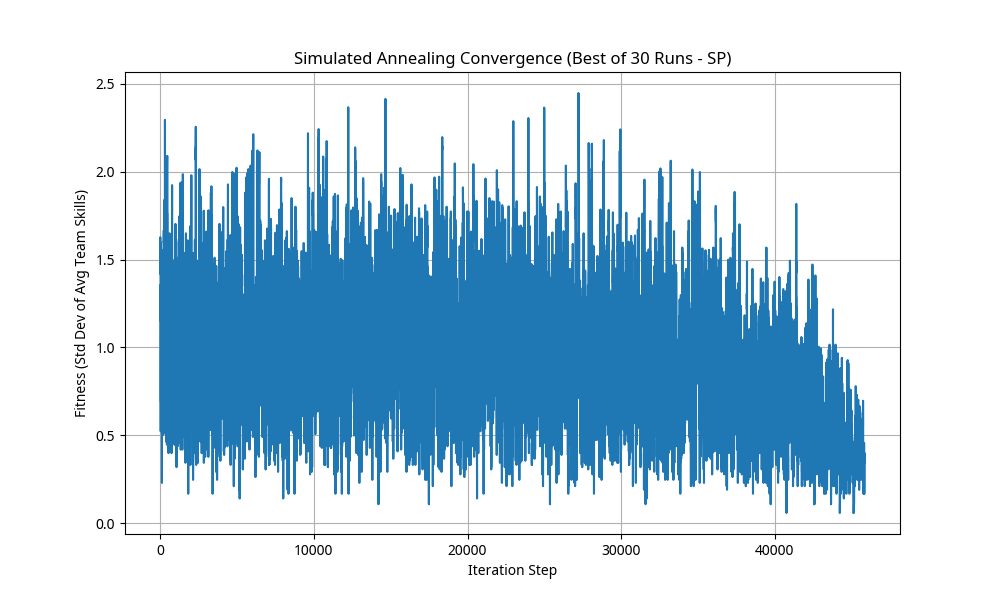 Simulated Annealing Convergence (Best of 30 Runs - SP)
Fitness (Std Dev of Avg Team Skills)
2.5
2.0
1.5
1.0
0.5
0.0
0 10000 20000 30000 40000
Iteration Step